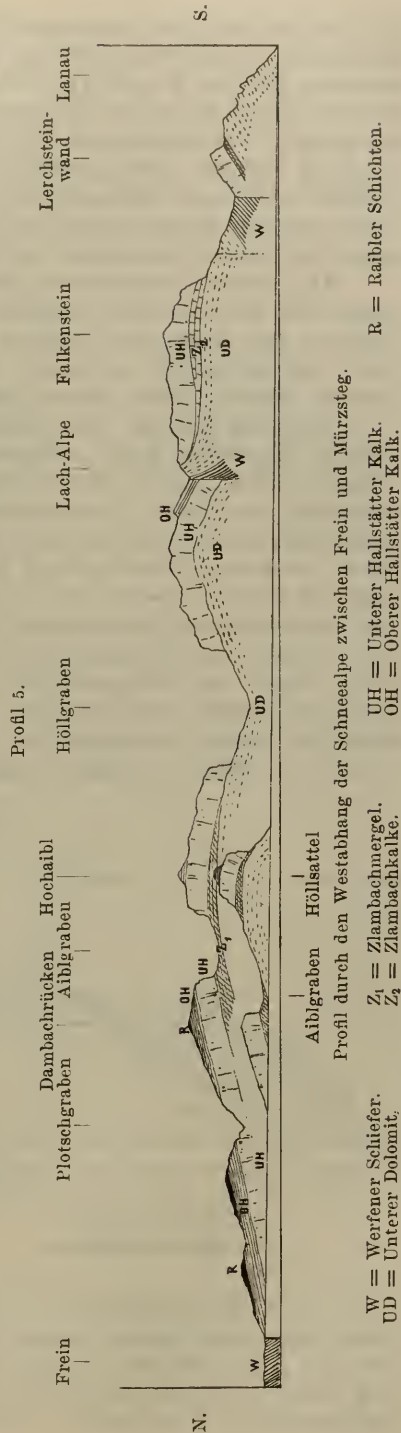 Profil 5.
Frein
Plotschgraben
Dambachrücken
Aiblgraben
Hochaibl
Höllgraben
Lach-Alpe
Falkenstein
Lerchstein-
wand
Lanau
N.
S.
W
R
OH
UH
R
OH
UH
Z1
UD
UD
UH
OH
W
UH
Z2
UD
W
Aiblgraben
Höllsattel
Profil durch den Westabhang der Schneealpe zwischen Frein und Mürzsteg.
W = Werfener Schiefer.
UD = Unterer Dolomit.
Z1 = Zlambachmergel.
Z2 = Zlambachkalke.
UH = Unterer Hallstätter Kalk.
OH = Oberer Hallstätter Kalk.
R = Raibler Schichten.